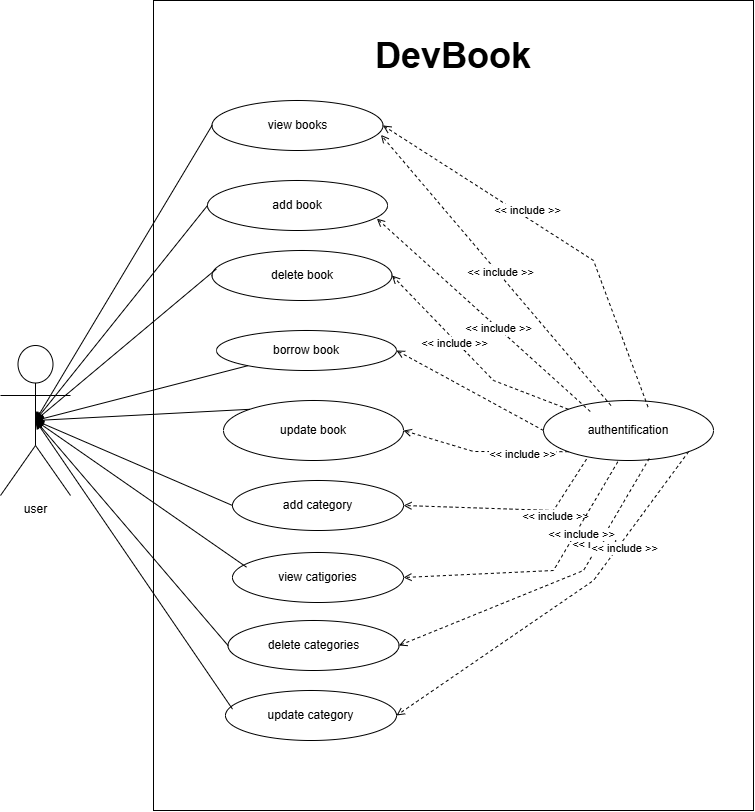 DevBook
view books
<< include >>
add book
<< include >>
delete book
<< include >>
<< include >>
borrow book
update book
authentification
<< include >>
add category
user
<< include >>
<< include >>
<< i
<< include >>
view catigories
delete categories
update category